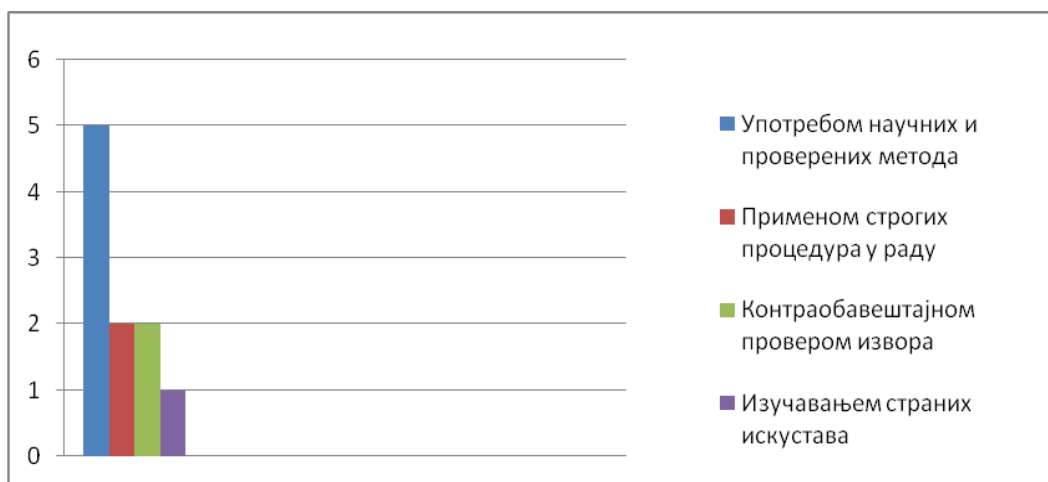 6
5
4
3
2
1
0
Употребом научних и
проверених метода
Применом строгих
процедура у раду
Контраобавештајном
провером извора
Изучавањем страних
искустава